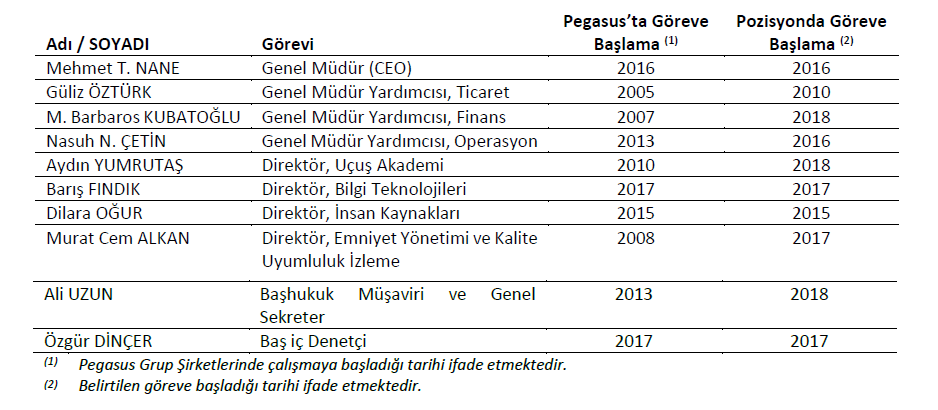 Adı / SOYADI Görevi Pegasus’ta Göreve Başlama (1) Pozisyonda Göreve Başlama (2)
Mehmet T. NANE Genel Müdür (CEO) 2016 2016
Güliz ÖZTÜRK Genel Müdür Yardımcısı, Ticaret 2005 2010
M. Barbaros KUBATOĞLU Genel Müdür Yardımcısı, Finans 2007 2018
Nasuh N. ÇETİN Genel Müdür Yardımcısı, Operasyon 2013 2016
Aydın YUMRUTAŞ Direktör, Uçuş Akademi 2010 2018
Barış FINDIK Direktör, Bilgi Teknolojileri 2017 2017
Dilara OĞUR Direktör, İnsan Kaynakları 2015 2015
Murat Cem ALKAN Direktör, Emniyet Yönetimi ve Kalite 2008 2017
Uyumluluk İzleme
Ali UZUN Başhukuk Müşaviri ve Genel 2013 2018
Sekreter
Özgür DİNÇER Baş iç Denetçi 2017 2017
(1) Pegasus Grup Şirketlerinde çalışmaya başladığı tarihi ifade etmektedir.
(2) Belirtilen göreve başladığı tarihi ifade etmektedir.